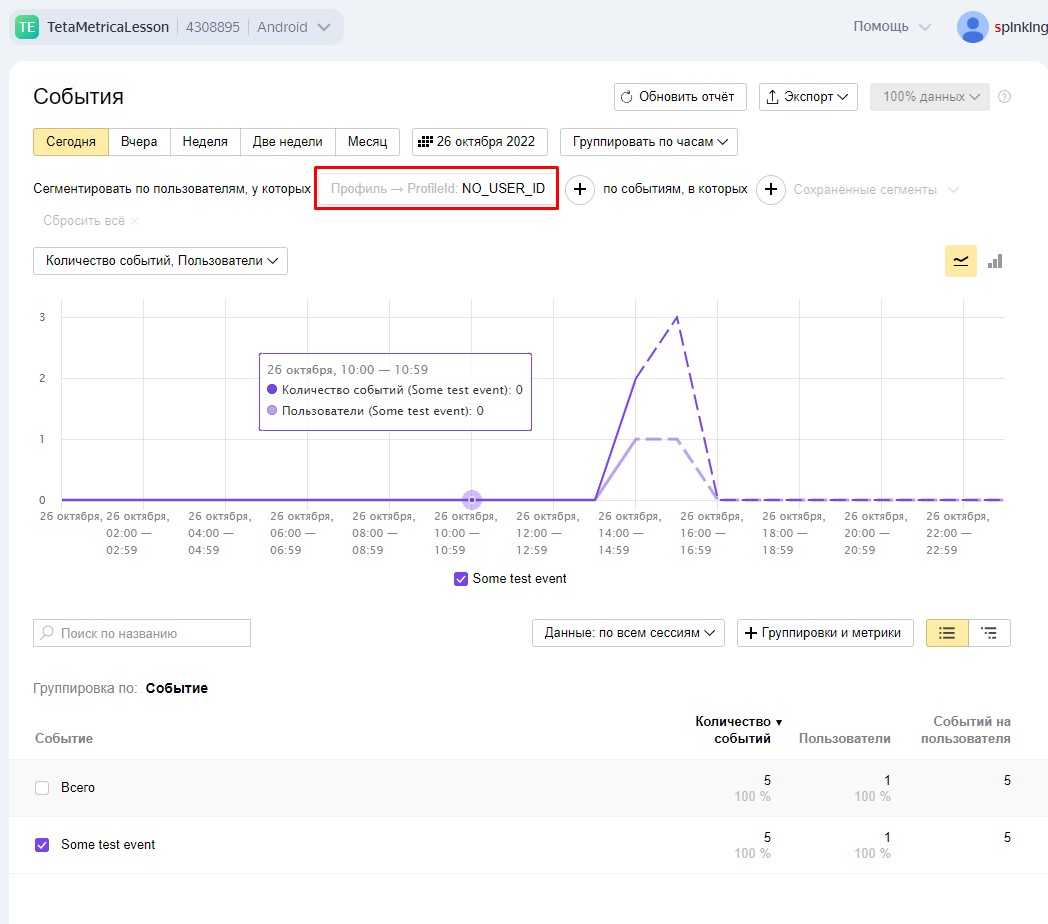 TE TetaMetricaLesson 4308895 Android Помощь spinking
События Обновить отчёт Экспорт 100% данных ?
Сегодня Вчера Неделя Две недели Месяц 26 октября 2022 Группировать по часам
Сегментировать по пользователям, у которых Профиль → ProfileId: NO_USER_ID + по событиям, в которых + Сохранённые сегменты
Сбросить всё ×
Количество событий, Пользователи
3
2
1
0
26 октября, 10:00 — 10:59
Количество событий (Some test event): 0
Пользователи (Some test event): 0
26 октября, 26 октября, 26 октября, 26 октября, 26 октября, 26 октября, 26 октября, 26 октября, 26 октября, 26 октября, 26 октября, 26 октября,
02:00 — 04:00 — 06:00 — 08:00 — 10:00 — 12:00 — 14:00 — 16:00 — 18:00 — 20:00 — 22:00 —
02:59 04:59 06:59 08:59 10:59 12:59 14:59 16:59 18:59 20:59 22:59
Some test event
Поиск по названию Данные: по всем сессиям + Группировки и метрики
Группировка по: Событие
Событие Количество событий ▼ Пользователи Событий на пользователя
Всего 5 1 5
100 % 100 %
Some test event 5 1 5
100 % 100 %